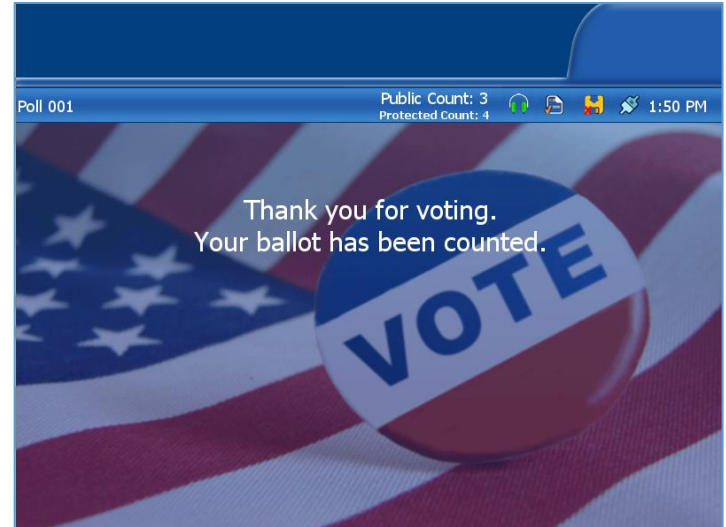 Poll 001
Public Count: 3
Protected Count: 4
1:50 PM
Thank you for voting.
Your ballot has been counted.
VOTE